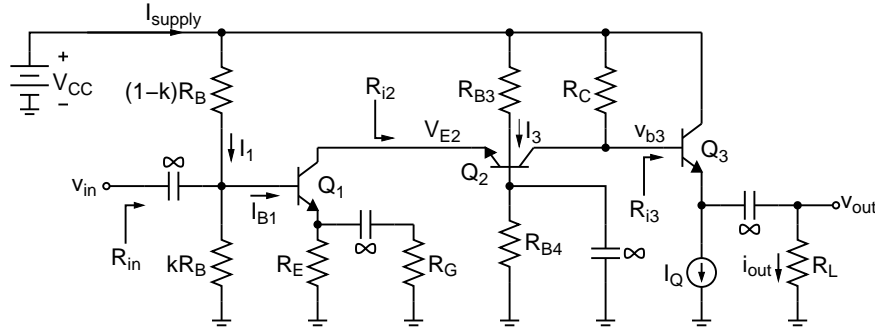 I_supply
+
V_CC
−
(1−k)R_B
R_B3
R_C
R_i2
I_1
V_E2
I_3
v_b3
Q_3
v_in
∞
Q_1
Q_2
I_B1
R_i3
∞
v_out
R_in
∞
∞
kR_B
R_E
R_G
R_B4
∞
I_Q
i_out
R_L